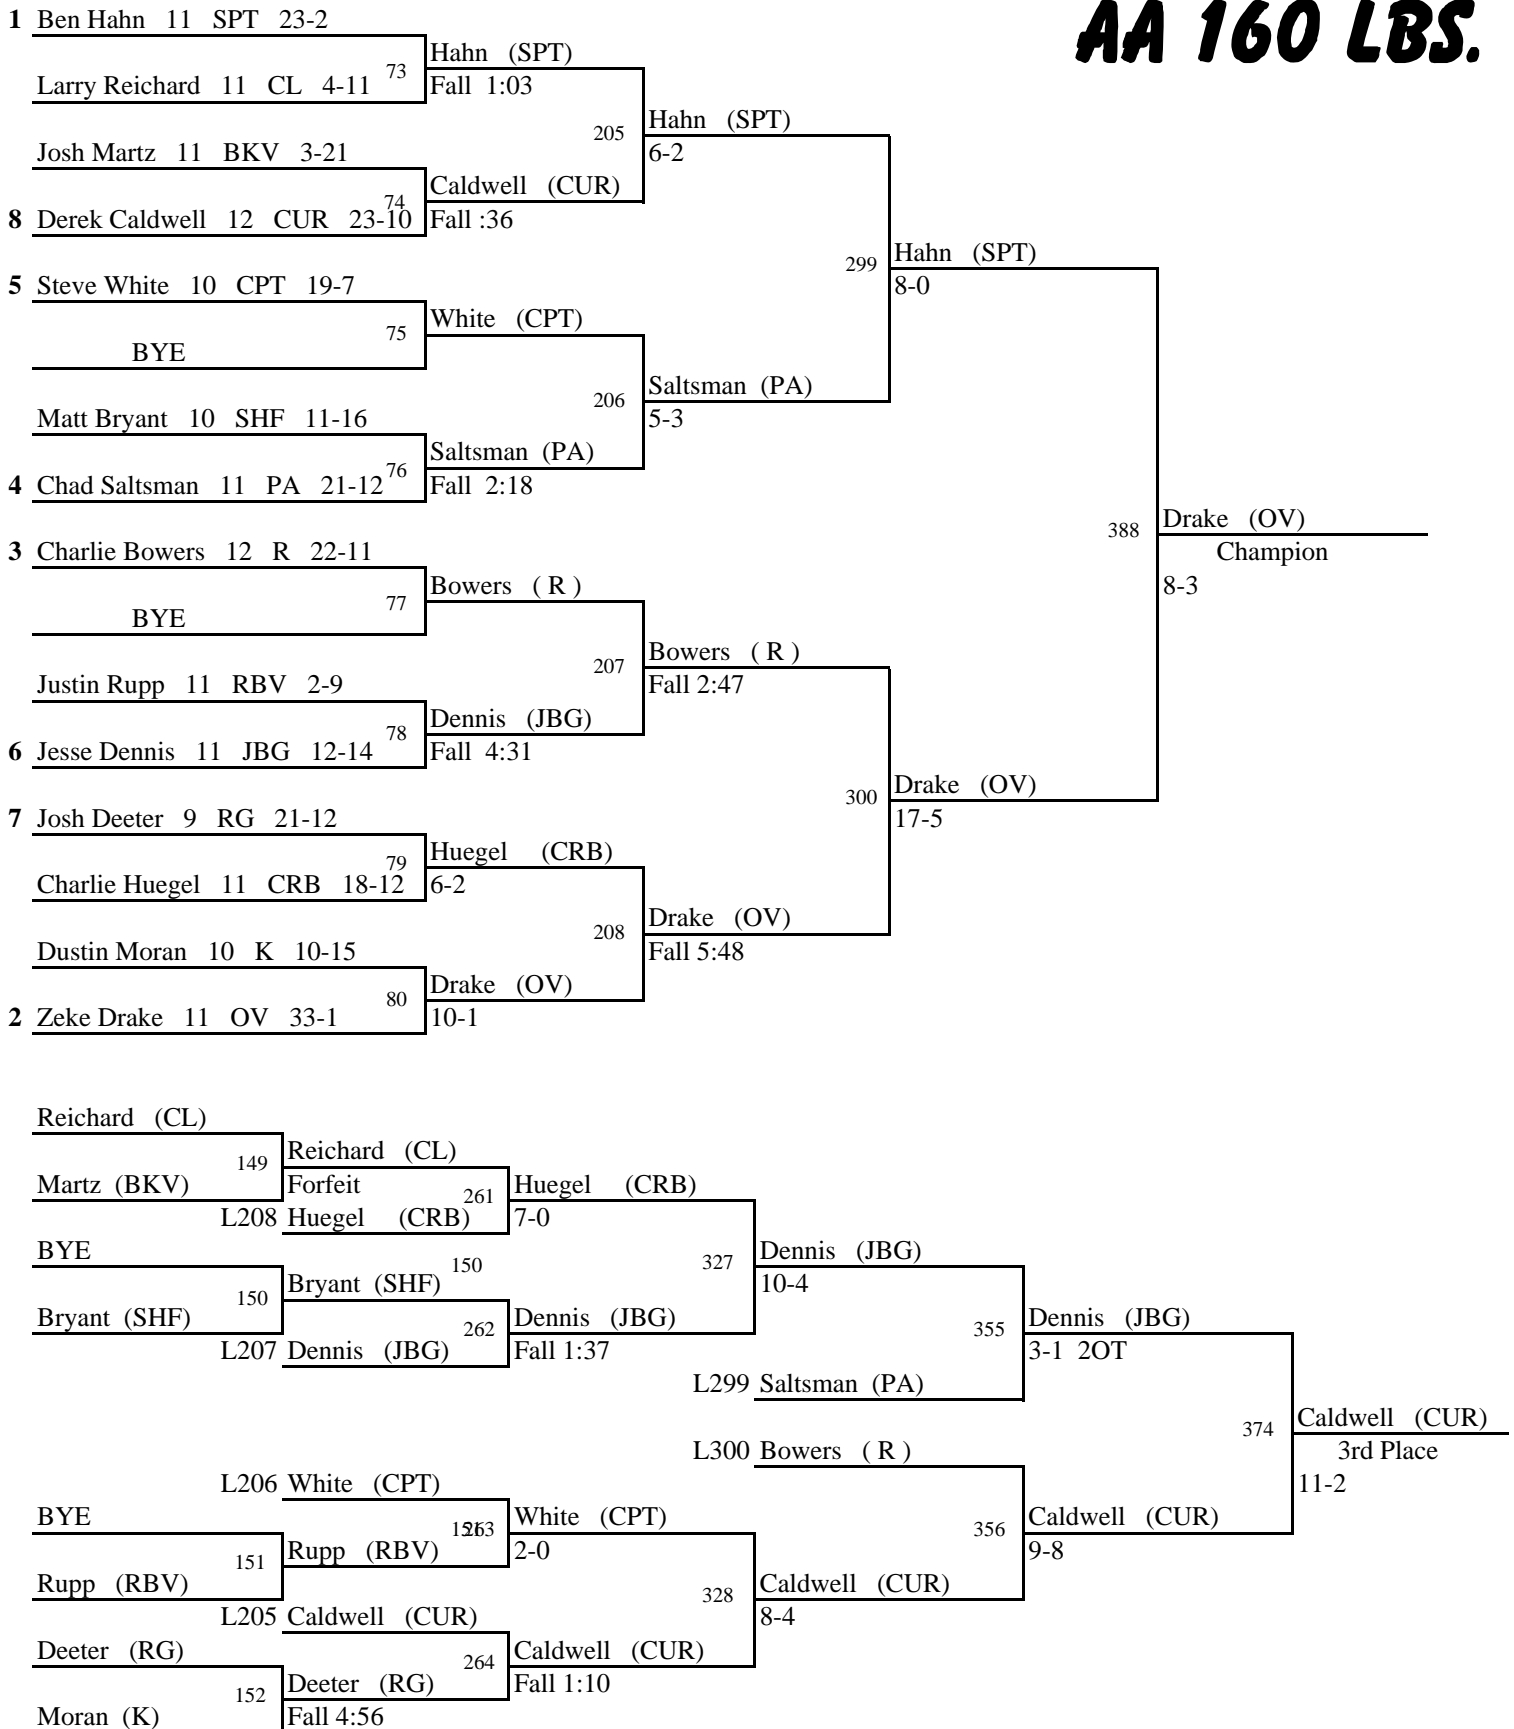 AA 160 LBS.
1 Ben Hahn 11 SPT 23-2
Hahn (SPT)
73
Larry Reichard 11 CL 4-11
Fall 1:03
Hahn (SPT)
205
6-2
Josh Martz 11 BKV 3-21
Caldwell (CUR)
74
8 Derek Caldwell 12 CUR 23-10
Fall :36
Hahn (SPT)
299
8-0
5 Steve White 10 CPT 19-7
White (CPT)
75
BYE
Saltsman (PA)
206
5-3
Matt Bryant 10 SHF 11-16
Saltsman (PA)
76
4 Chad Saltsman 11 PA 21-12
Fall 2:18
Drake (OV)
388
Champion
8-3
3 Charlie Bowers 12 R 22-11
Bowers ( R )
77
BYE
Bowers ( R )
207
Fall 2:47
Justin Rupp 11 RBV 2-9
Dennis (JBG)
78
6 Jesse Dennis 11 JBG 12-14
Fall 4:31
Drake (OV)
300
17-5
7 Josh Deeter 9 RG 21-12
Huegel (CRB)
79
Charlie Huegel 11 CRB 18-12
6-2
Drake (OV)
208
Fall 5:48
Dustin Moran 10 K 10-15
Drake (OV)
80
2 Zeke Drake 11 OV 33-1
10-1
Reichard (CL)
Reichard (CL)
149
Martz (BKV)
Forfeit
261
Huegel (CRB)
L208 Huegel (CRB)
7-0
BYE
Dennis (JBG)
327
150
Bryant (SHF)
10-4
150
Bryant (SHF)
262
Dennis (JBG)
355
Dennis (JBG)
L207 Dennis (JBG)
Fall 1:37
3-1 2OT
L299 Saltsman (PA)
Caldwell (CUR)
374
L300 Bowers ( R )
3rd Place
L206 White (CPT)
11-2
BYE
151
263
White (CPT)
356
Caldwell (CUR)
151
Rupp (RBV)
2-0
9-8
Rupp (RBV)
328
Caldwell (CUR)
L205 Caldwell (CUR)
8-4
Deeter (RG)
264
Caldwell (CUR)
152
Deeter (RG)
Fall 1:10
Moran (K)
Fall 4:56